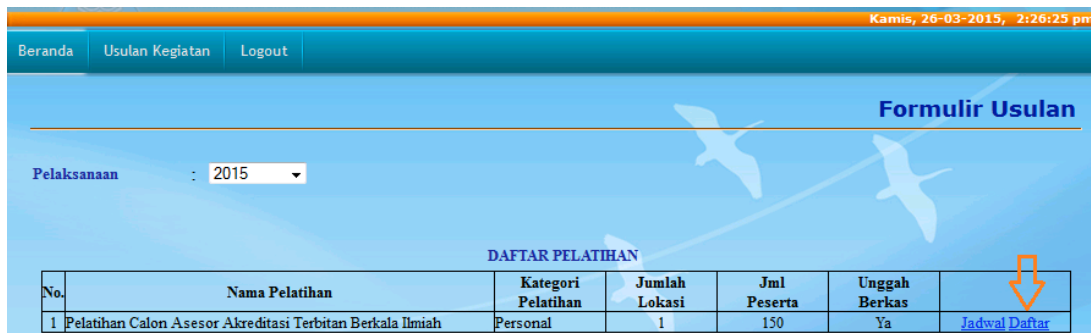 Kamis, 26-03-2015, 2:26:25 pm
Beranda Usulan Kegiatan Logout
Formulir Usulan
Pelaksanaan : 2015
DAFTAR PELATIHAN
No. Nama Pelatihan Kategori Pelatihan Jumlah Lokasi Jml Peserta Unggah Berkas
1 Pelatihan Calon Asesor Akreditasi Terbitan Berkala Ilmiah Personal 1 150 Ya Jadwal Daftar